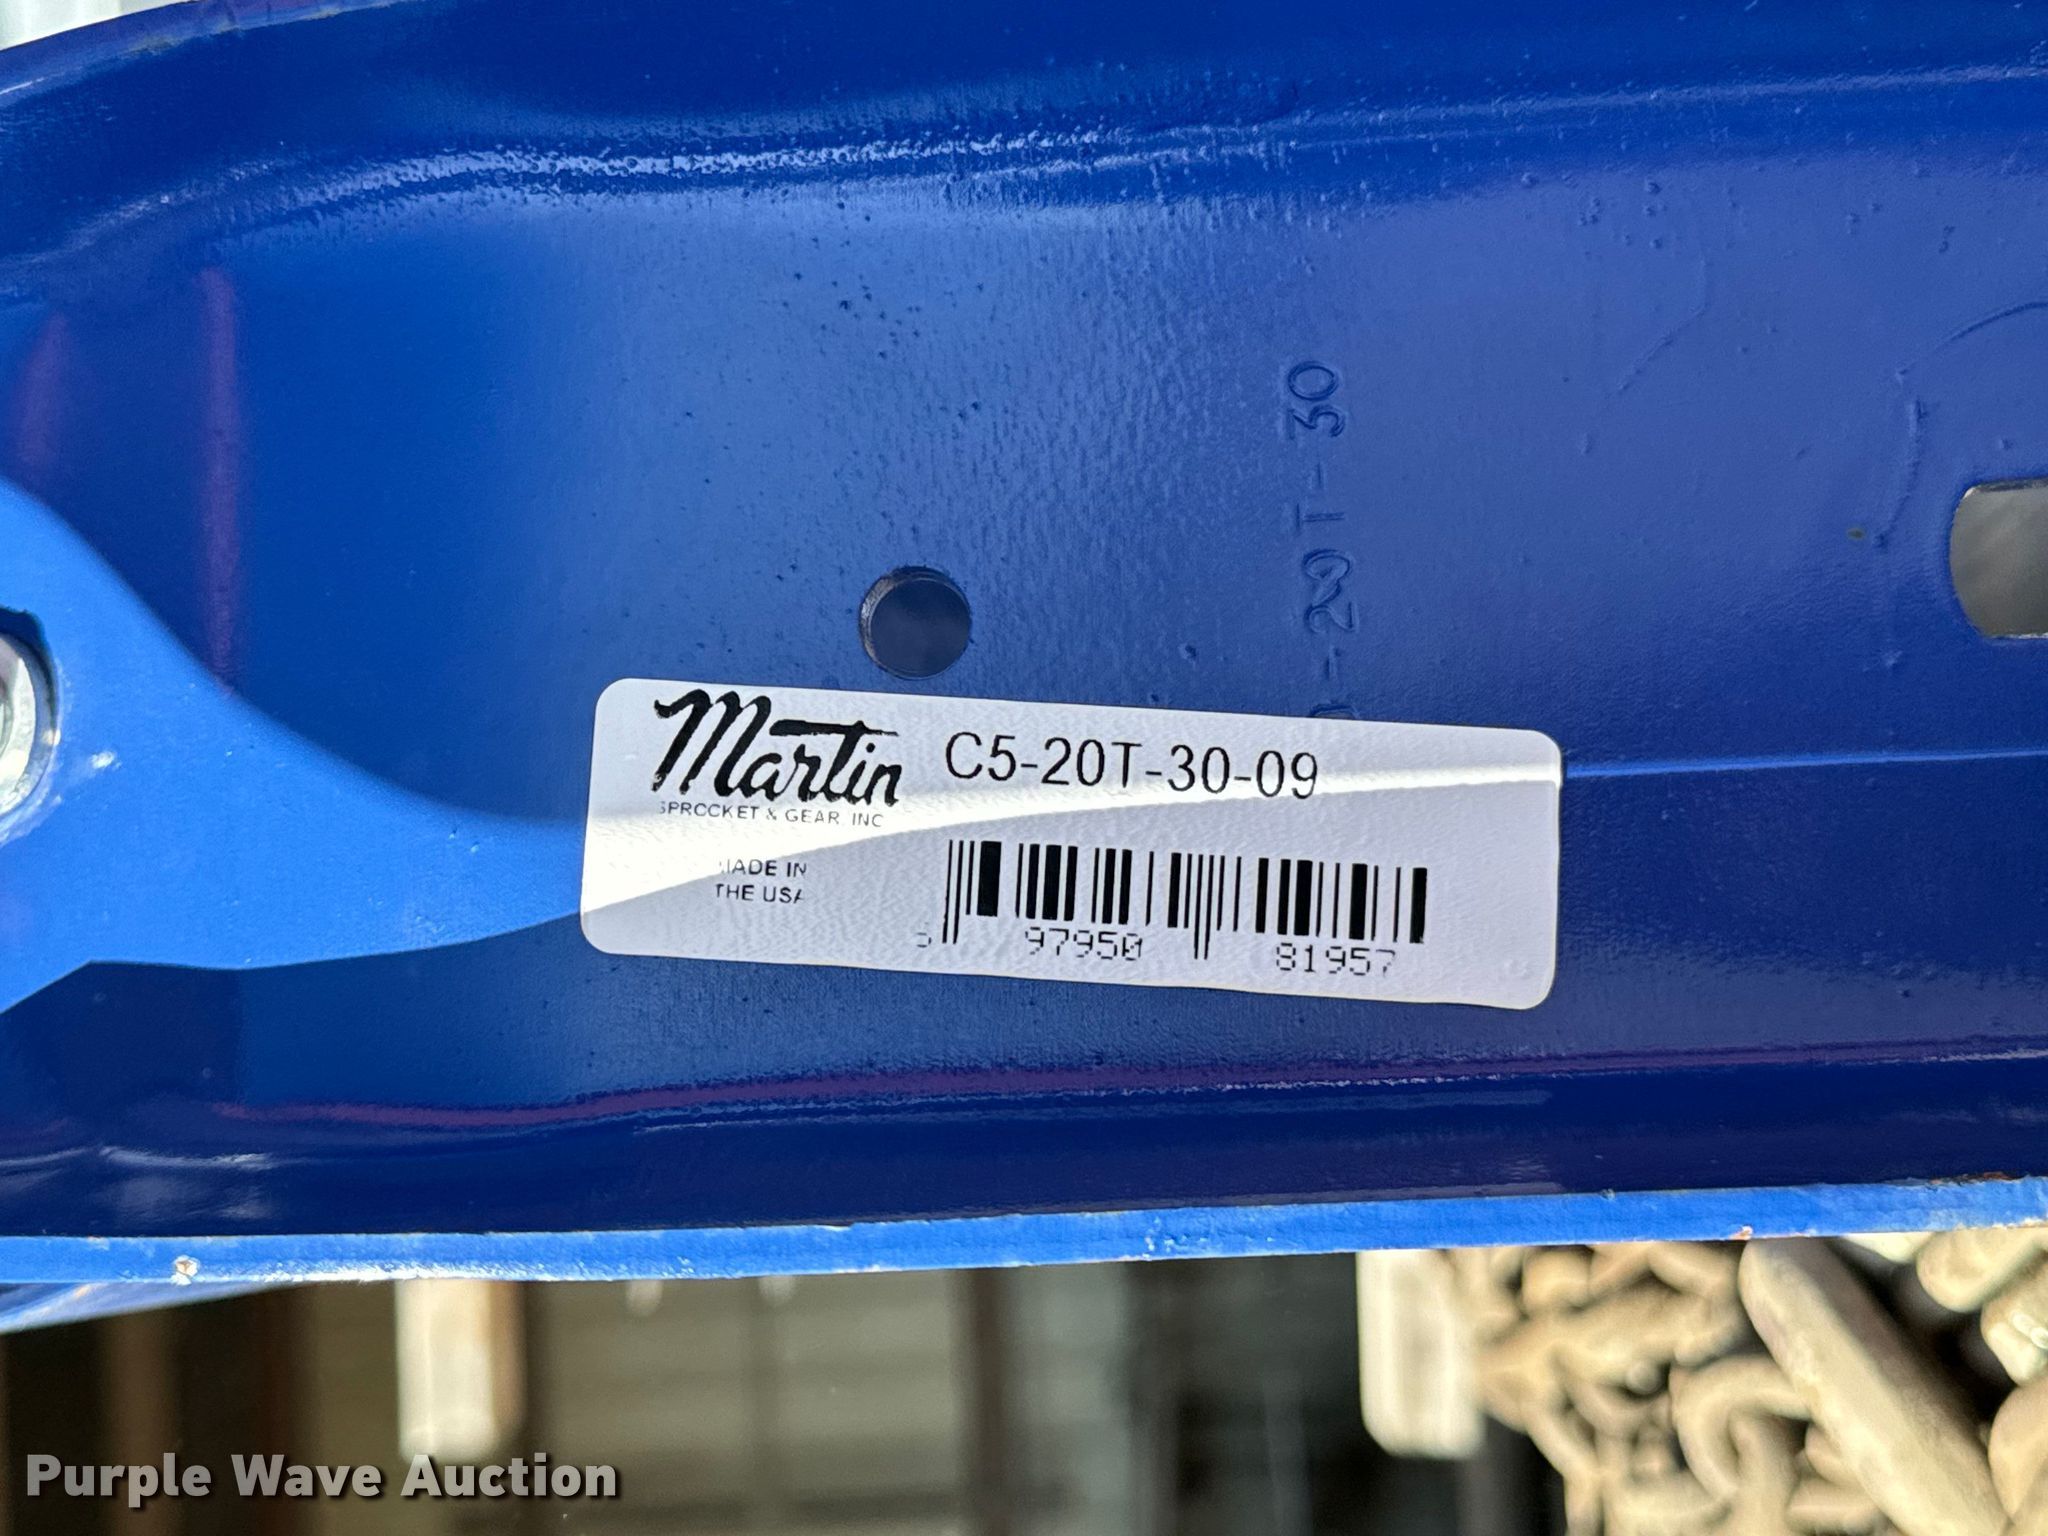 -20T-30
Martin C5-20T-30-09
SPROCKET & GEAR, INC
MADE IN
THE USA
97950 81957
Purple Wave Auction